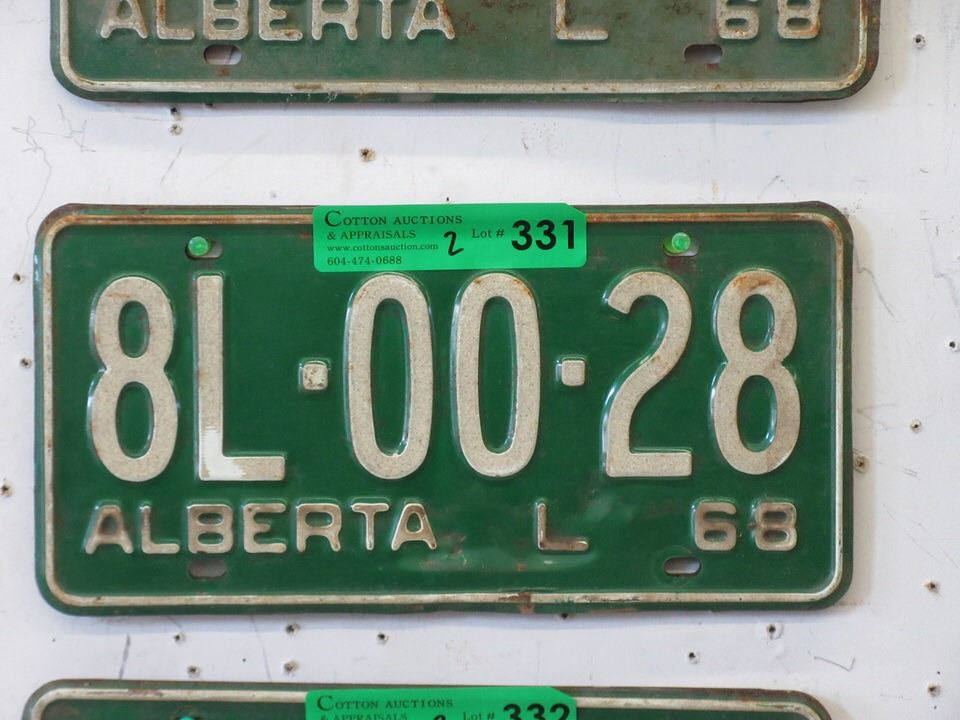 ALBERTA L 68
COTTON AUCTIONS
& APPRAISALS
www.cottonsauction.com
604-474-0688
2 Lot # 331
8L·00·28
ALBERTA L 68
COTTON AUCTIONS
& APPRAISALS
Lot # 332